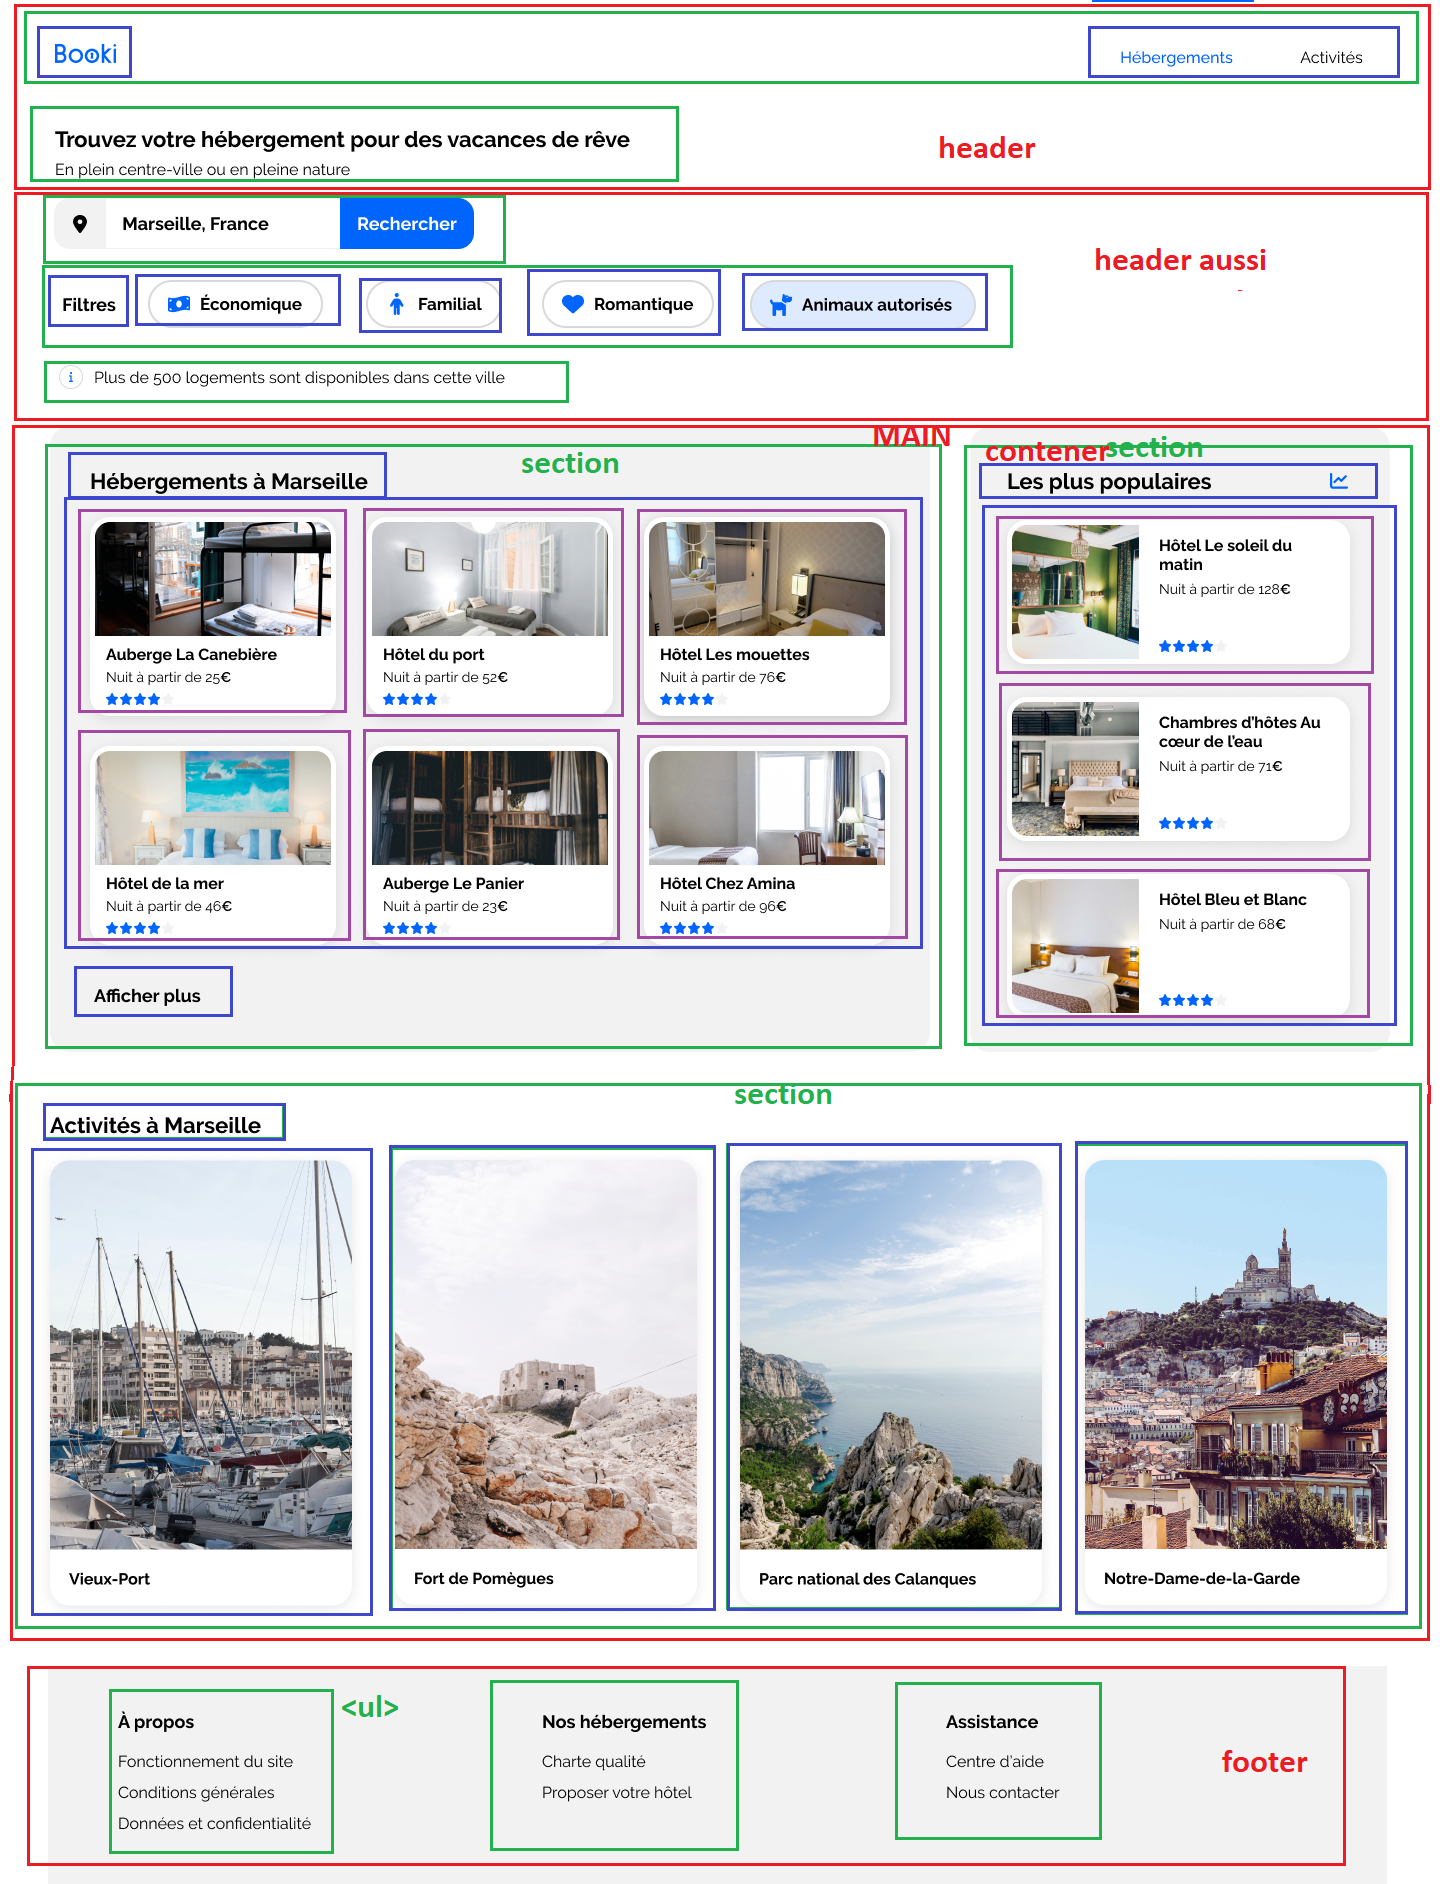 Booki
Hébergements
Activités
Trouvez votre hébergement pour des vacances de rêve
En plein centre-ville ou en pleine nature
header
Marseille, France
Rechercher
header aussi
Filtres
Économique
Familial
Romantique
Animaux autorisés
Plus de 500 logements sont disponibles dans cette ville
MAIN
contener
section
section
Hébergements à Marseille
Auberge La Canebière
Nuit à partir de 25€
Hôtel du port
Nuit à partir de 52€
Hôtel Les mouettes
Nuit à partir de 76€
Hôtel de la mer
Nuit à partir de 46€
Auberge Le Panier
Nuit à partir de 23€
Hôtel Chez Amina
Nuit à partir de 96€
Afficher plus
Les plus populaires
Hôtel Le soleil du
matin
Nuit à partir de 128€
Chambres d'hôtes Au
cœur de l'eau
Nuit à partir de 71€
Hôtel Bleu et Blanc
Nuit à partir de 68€
section
Activités à Marseille
Vieux-Port
Fort de Pomègues
Parc national des Calanques
Notre-Dame-de-la-Garde
<ul>
À propos
Fonctionnement du site
Conditions générales
Données et confidentialité
Nos hébergements
Charte qualité
Proposer votre hôtel
Assistance
Centre d'aide
Nous contacter
footer